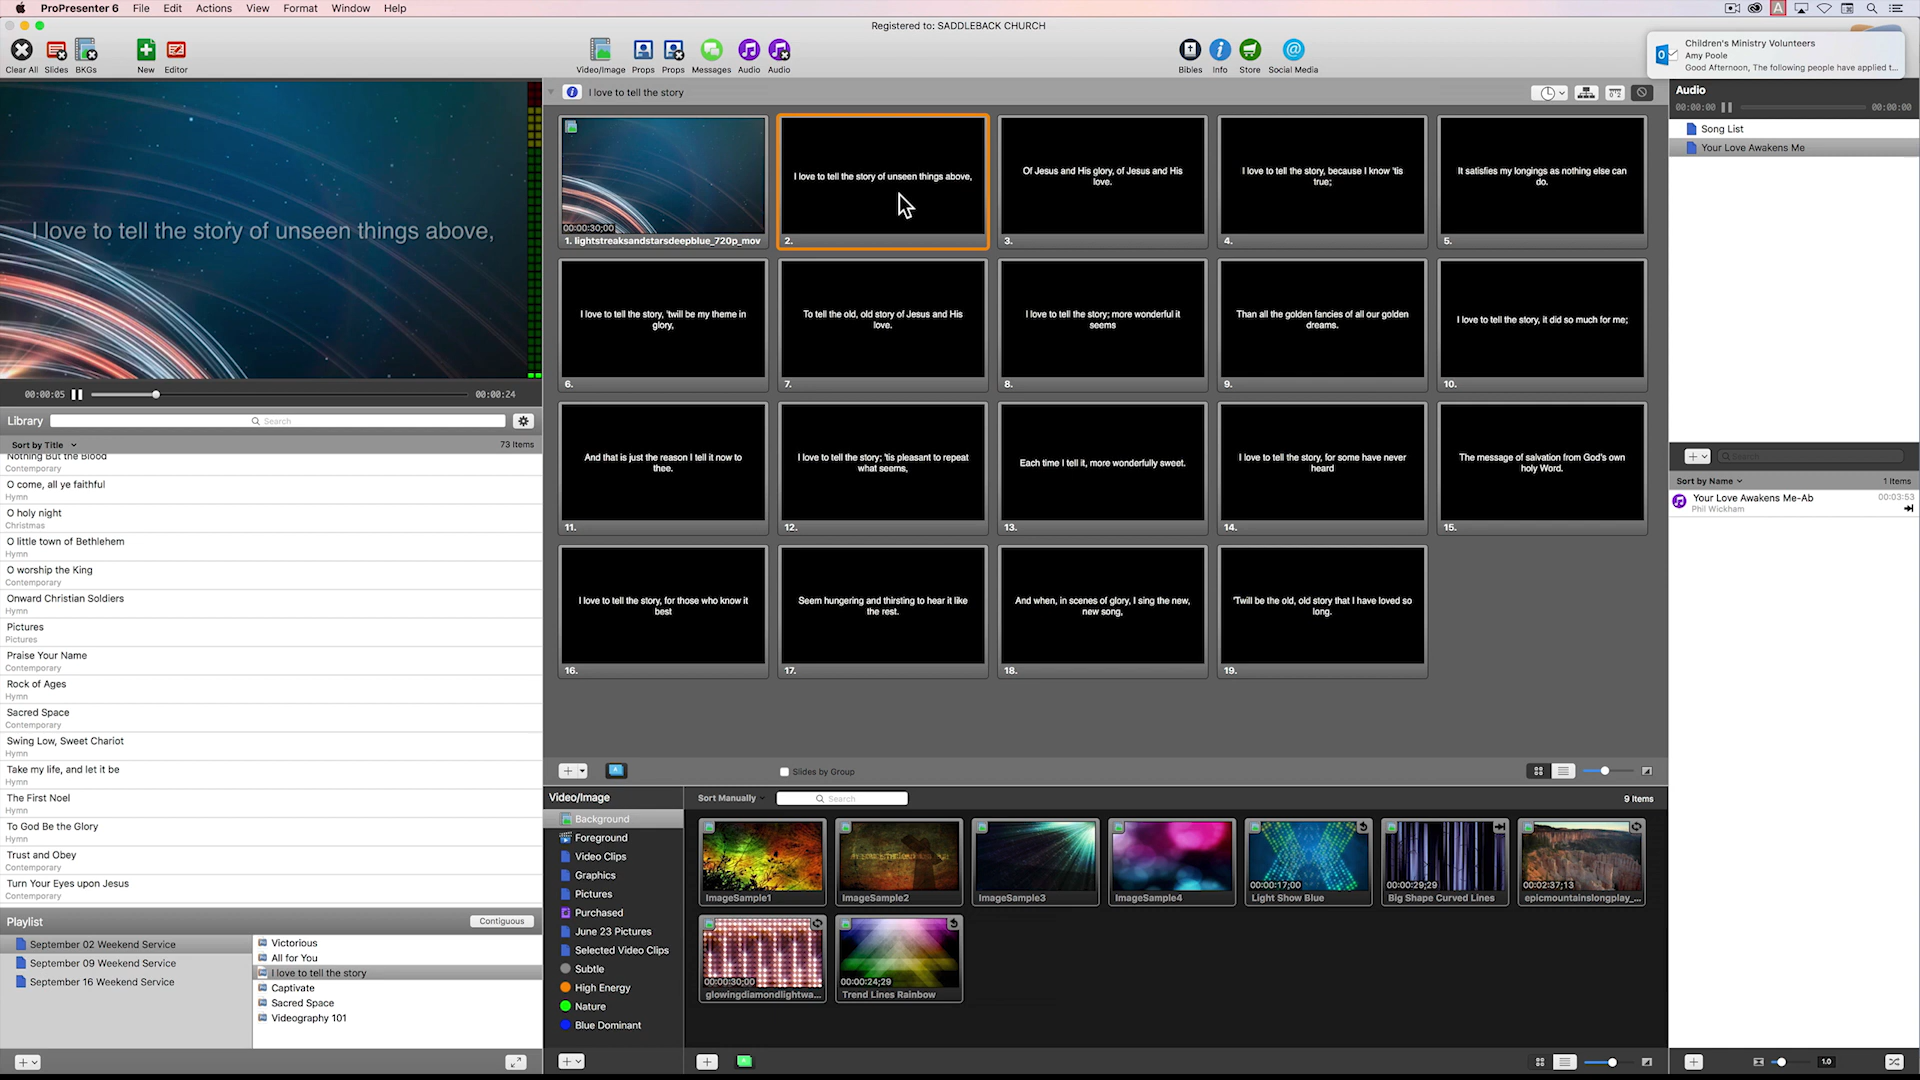 ProPresenter 6 File Edit Actions View Format Window Help
Registered to: SADDLEBACK CHURCH
Clear All Slides BKGs New Editor
Video/Image Props Props Messages Audio Audio
Bibles Info Store Social Media
Children's Ministry Volunteers
Amy Poole
Good Afternoon, The following people have applied t...
I love to tell the story of unseen things above,
00:00:05
00:00:24
Library Search
Sort by Title
73 Items
Nothing But the Blood
Contemporary
O come, all ye faithful
Hymn
O holy night
Christmas
O little town of Bethlehem
Hymn
O worship the King
Contemporary
Onward Christian Soldiers
Hymn
Pictures
Pictures
Praise Your Name
Contemporary
Rock of Ages
Hymn
Sacred Space
Contemporary
Swing Low, Sweet Chariot
Hymn
Take my life, and let it be
Hymn
The First Noel
Hymn
To God Be the Glory
Hymn
Trust and Obey
Contemporary
Turn Your Eyes upon Jesus
Contemporary
Playlist
Contiguous
September 02 Weekend Service
September 09 Weekend Service
September 16 Weekend Service
Victorious
All for You
I love to tell the story
Captivate
Sacred Space
Videography 101
I love to tell the story
00:00:30;00
1. lightstreaksandstarsdeepblue_720p_mov
I love to tell the story of unseen things above,
2.
Of Jesus and His glory, of Jesus and His
love.
3.
I love to tell the story, because I know 'tis
true;
4.
It satisfies my longings as nothing else can
do.
5.
I love to tell the story, 'twill be my theme in
glory,
6.
To tell the old, old story of Jesus and His
love.
7.
I love to tell the story; more wonderful it
seems
8.
Than all the golden fancies of all our golden
dreams.
9.
I love to tell the story, it did so much for me;
10.
And that is just the reason I tell it now to
thee.
11.
I love to tell the story; 'tis pleasant to repeat
what seems,
12.
Each time I tell it, more wonderfully sweet.
13.
I love to tell the story, for some have never
heard
14.
The message of salvation from God's own
holy Word.
15.
I love to tell the story, for those who know it
best
16.
Seem hungering and thirsting to hear it like
the rest.
17.
And when, in scenes of glory, I sing the new,
new song,
18.
'Twill be the old, old story that I have loved so
long.
19.
Slides by Group
Video/Image
Background
Foreground
Video Clips
Graphics
Pictures
Purchased
June 23 Pictures
Selected Video Clips
Subtle
High Energy
Nature
Blue Dominant
Sort Manually
Search
9 Items
ImageSample1
ImageSample2
ImageSample3
ImageSample4
00:00:17;00
Light Show Blue
00:00:29;29
Big Shape Curved Lines
00:02:37;13
epicmountainslongplay_...
00:00:30;00
glowingdiamondlightwa...
00:00:24;29
Trend Lines Rainbow
Audio
00:00:00
00:00:00
Song List
Your Love Awakens Me
Search
Sort by Name
1 Items
Your Love Awakens Me-Ab
Phil Wickham
00:03:53
1.0